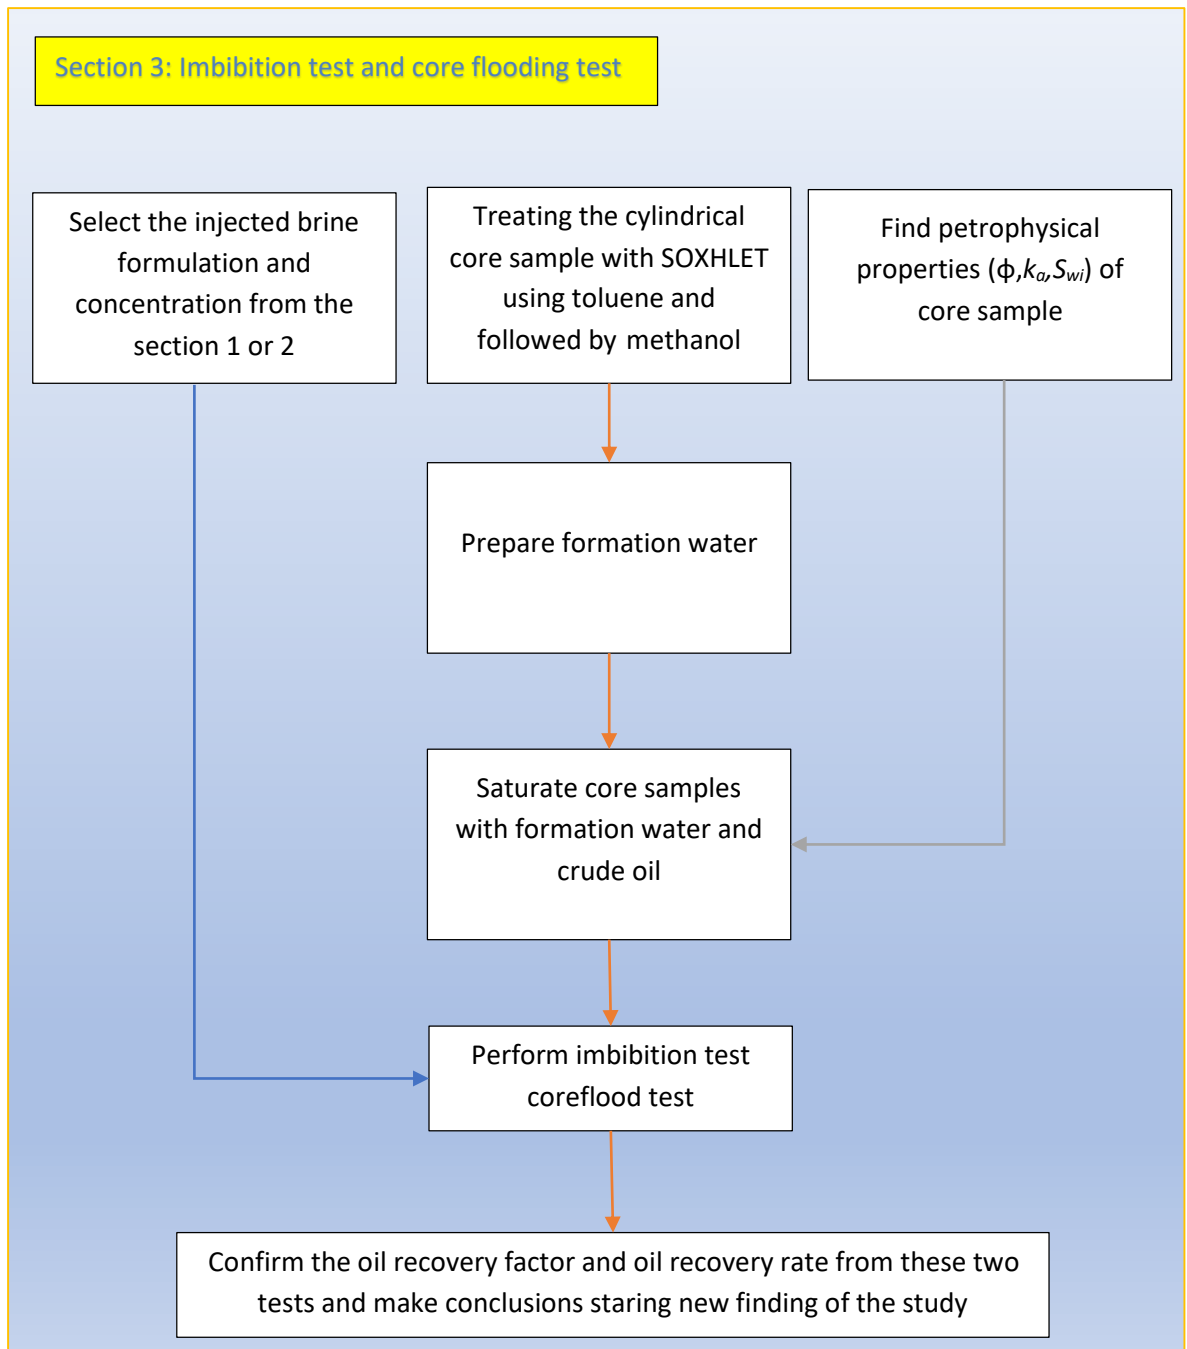 Section 3: Imbibition test and core flooding test
Select the injected brine
formulation and
concentration from the
section 1 or 2
Treating the cylindrical
core sample with SOXHLET
using toluene and
followed by methanol
Find petrophysical
properties (ϕ,kₐ,Swi) of
core sample
Prepare formation water
Saturate core samples
with formation water and
crude oil
Perform imbibition test
coreflood test
Confirm the oil recovery factor and oil recovery rate from these two
tests and make conclusions staring new finding of the study